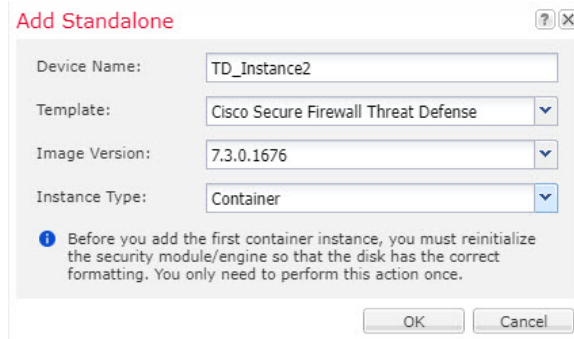 Add Standalone
? X
Device Name: TD_Instance2
Template: Cisco Secure Firewall Threat Defense
Image Version: 7.3.0.1676
Instance Type: Container
i Before you add the first container instance, you must reinitialize
the security module/engine so that the disk has the correct
formatting. You only need to perform this action once.
OK Cancel